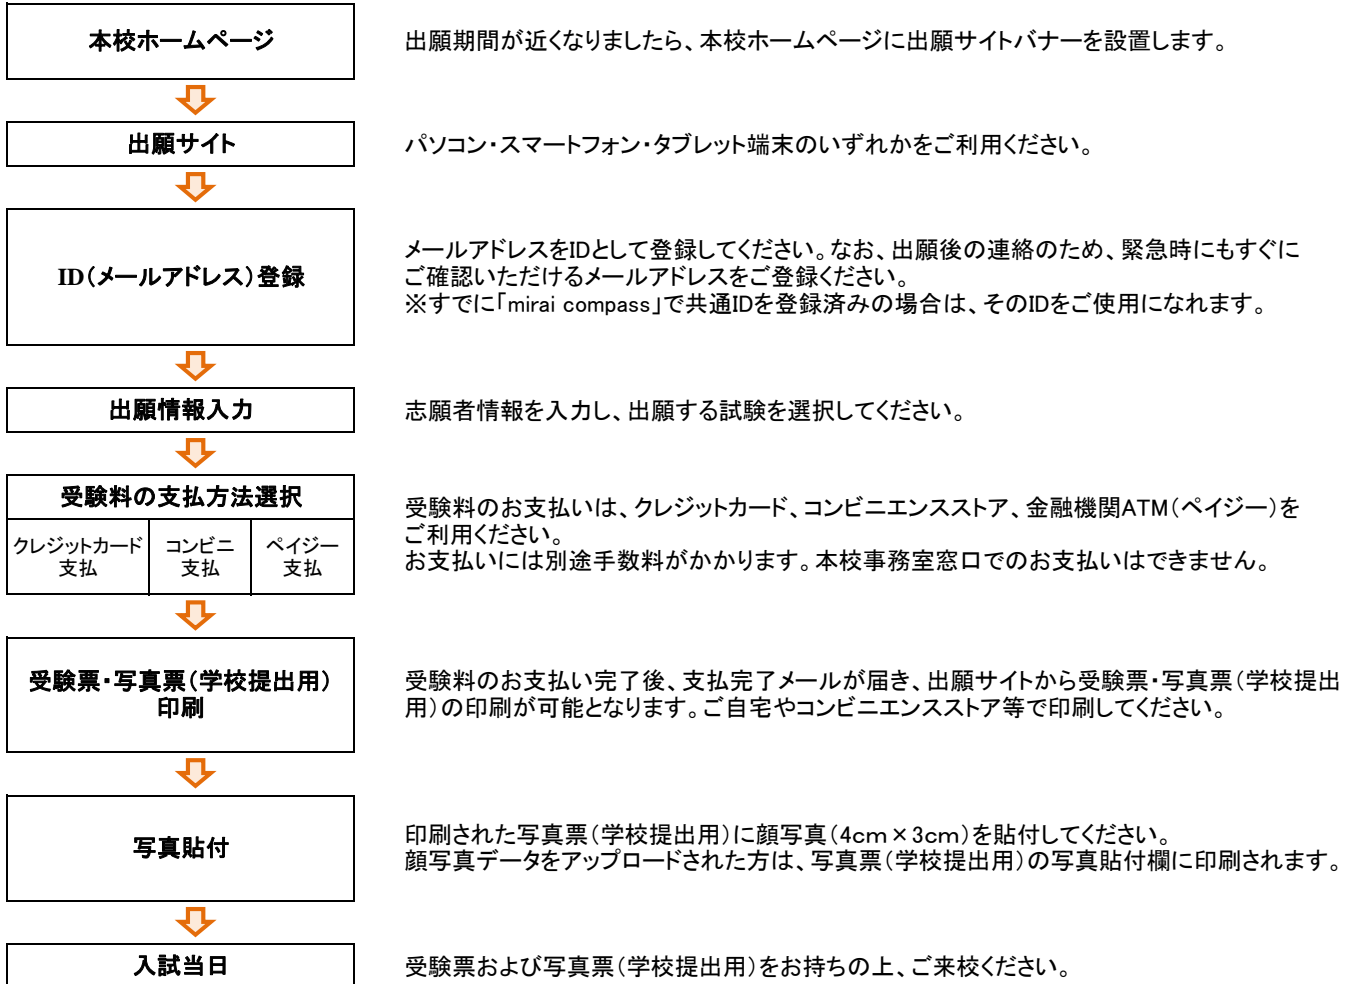 本校ホームページ
出願期間が近くなりましたら、本校ホームページに出願サイトバナーを設置します。
出願サイト
パソコン・スマートフォン・タブレット端末のいずれかをご利用ください。
ID（メールアドレス）登録
メールアドレスをIDとして登録してください。なお、出願後の連絡のため、緊急時にもすぐに
ご確認いただけるメールアドレスをご登録ください。
※すでに「mirai compass」で共通IDを登録済みの場合は、そのIDをご使用になれます。
出願情報入力
志願者情報を入力し、出願する試験を選択してください。
受験料の支払方法選択
クレジットカード
支払
コンビニ
支払
ペイジー
支払
受験料のお支払いは、クレジットカード、コンビニエンスストア、金融機関ATM（ペイジー）を
ご利用ください。
お支払いには別途手数料がかかります。本校事務室窓口でのお支払いはできません。
受験票・写真票（学校提出用）
印刷
受験料のお支払い完了後、支払完了メールが届き、出願サイトから受験票・写真票（学校提出
用）の印刷が可能となります。ご自宅やコンビニエンスストア等で印刷してください。
写真貼付
印刷された写真票（学校提出用）に顔写真（4cm×3cm）を貼付してください。
顔写真データをアップロードされた方は、写真票（学校提出用）の写真貼付欄に印刷されます。
入試当日
受験票および写真票（学校提出用）をお持ちの上、ご来校ください。